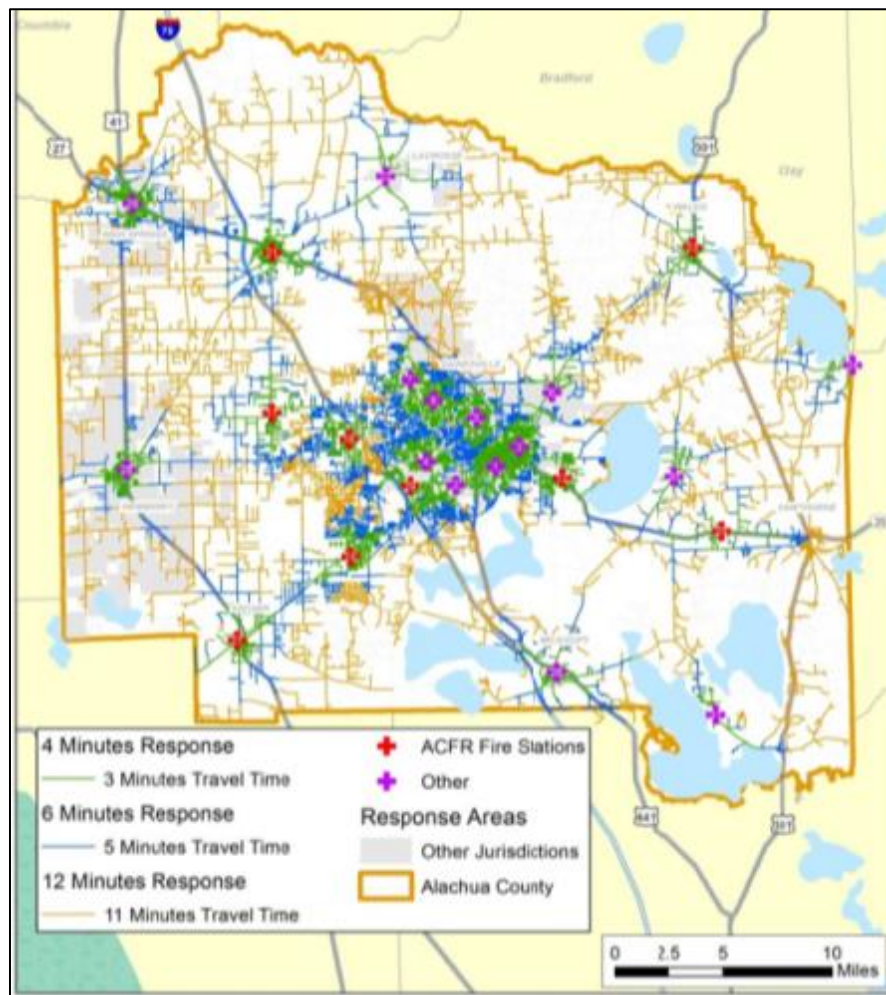 Columbia
75
Bradford
41
301
27
Clay
4 Minutes Response
3 Minutes Travel Time
6 Minutes Response
5 Minutes Travel Time
12 Minutes Response
11 Minutes Travel Time
ACFR Fire Stations
Other
Response Areas
Other Jurisdictions
Alachua County
441
301
0 2.5 5 10
Miles